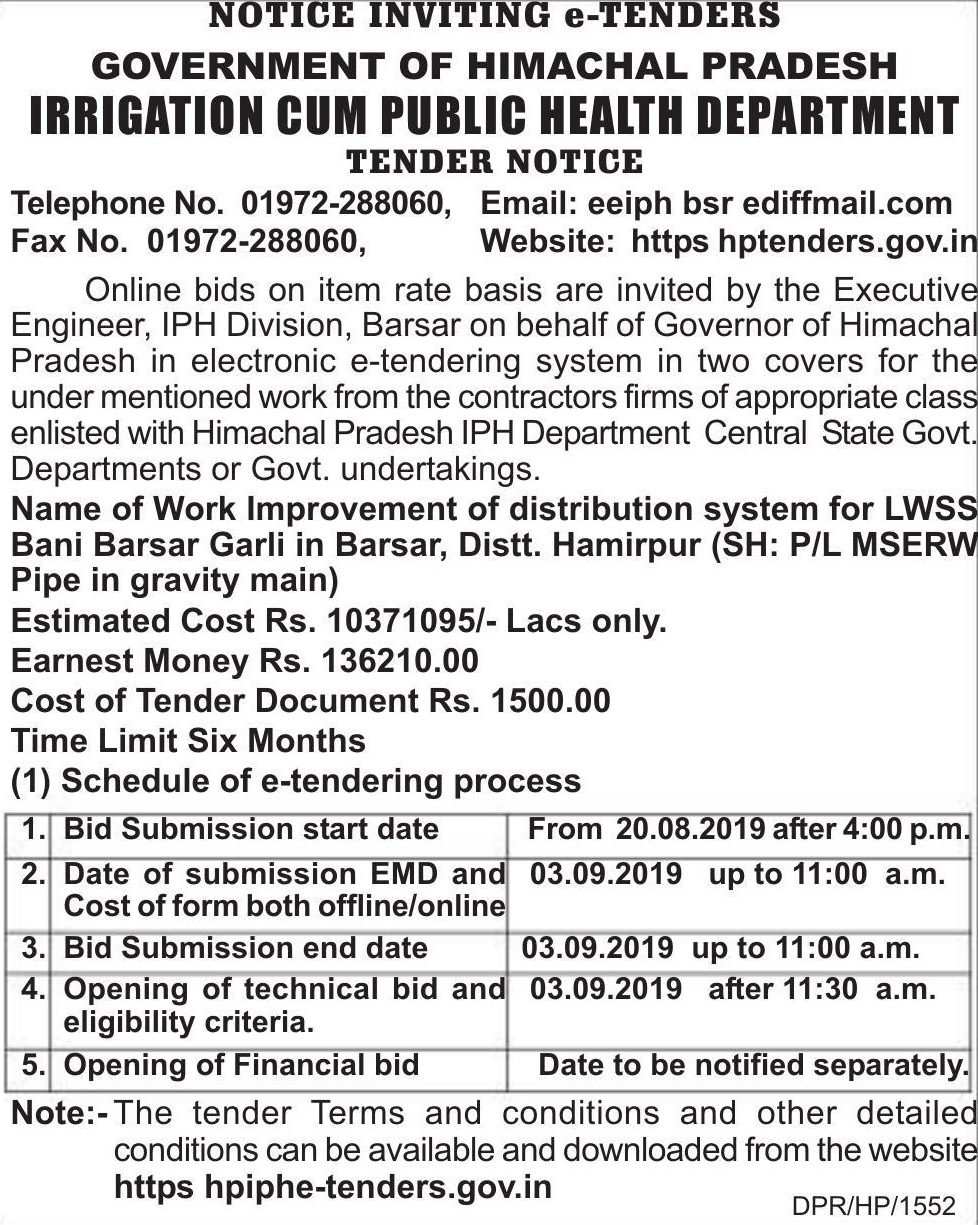 NOTICE INVITING e-TENDERS
GOVERNMENT OF HIMACHAL PRADESH
IRRIGATION CUM PUBLIC HEALTH DEPARTMENT
TENDER NOTICE
Telephone No. 01972-288060, Email: eeiph bsr ediffmail.com
Fax No. 01972-288060, Website: https hptenders.gov.in
Online bids on item rate basis are invited by the Executive
Engineer, IPH Division, Barsar on behalf of Governor of Himachal
Pradesh in electronic e-tendering system in two covers for the
under mentioned work from the contractors firms of appropriate class
enlisted with Himachal Pradesh IPH Department Central State Govt.
Departments or Govt. undertakings.
Name of Work Improvement of distribution system for LWSS
Bani Barsar Garli in Barsar, Distt. Hamirpur (SH: P/L MSERW
Pipe in gravity main)
Estimated Cost Rs. 10371095/- Lacs only.
Earnest Money Rs. 136210.00
Cost of Tender Document Rs. 1500.00
Time Limit Six Months
(1) Schedule of e-tendering process
1. Bid Submission start date From 20.08.2019 after 4:00 p.m.
2. Date of submission EMD and 03.09.2019 up to 11:00 a.m.
Cost of form both offline/online
3. Bid Submission end date 03.09.2019 up to 11:00 a.m.
4. Opening of technical bid and 03.09.2019 after 11:30 a.m.
eligibility criteria.
5. Opening of Financial bid Date to be notified separately.
Note:- The tender Terms and conditions and other detailed
conditions can be available and downloaded from the website
https hpiphe-tenders.gov.in
DPR/HP/1552